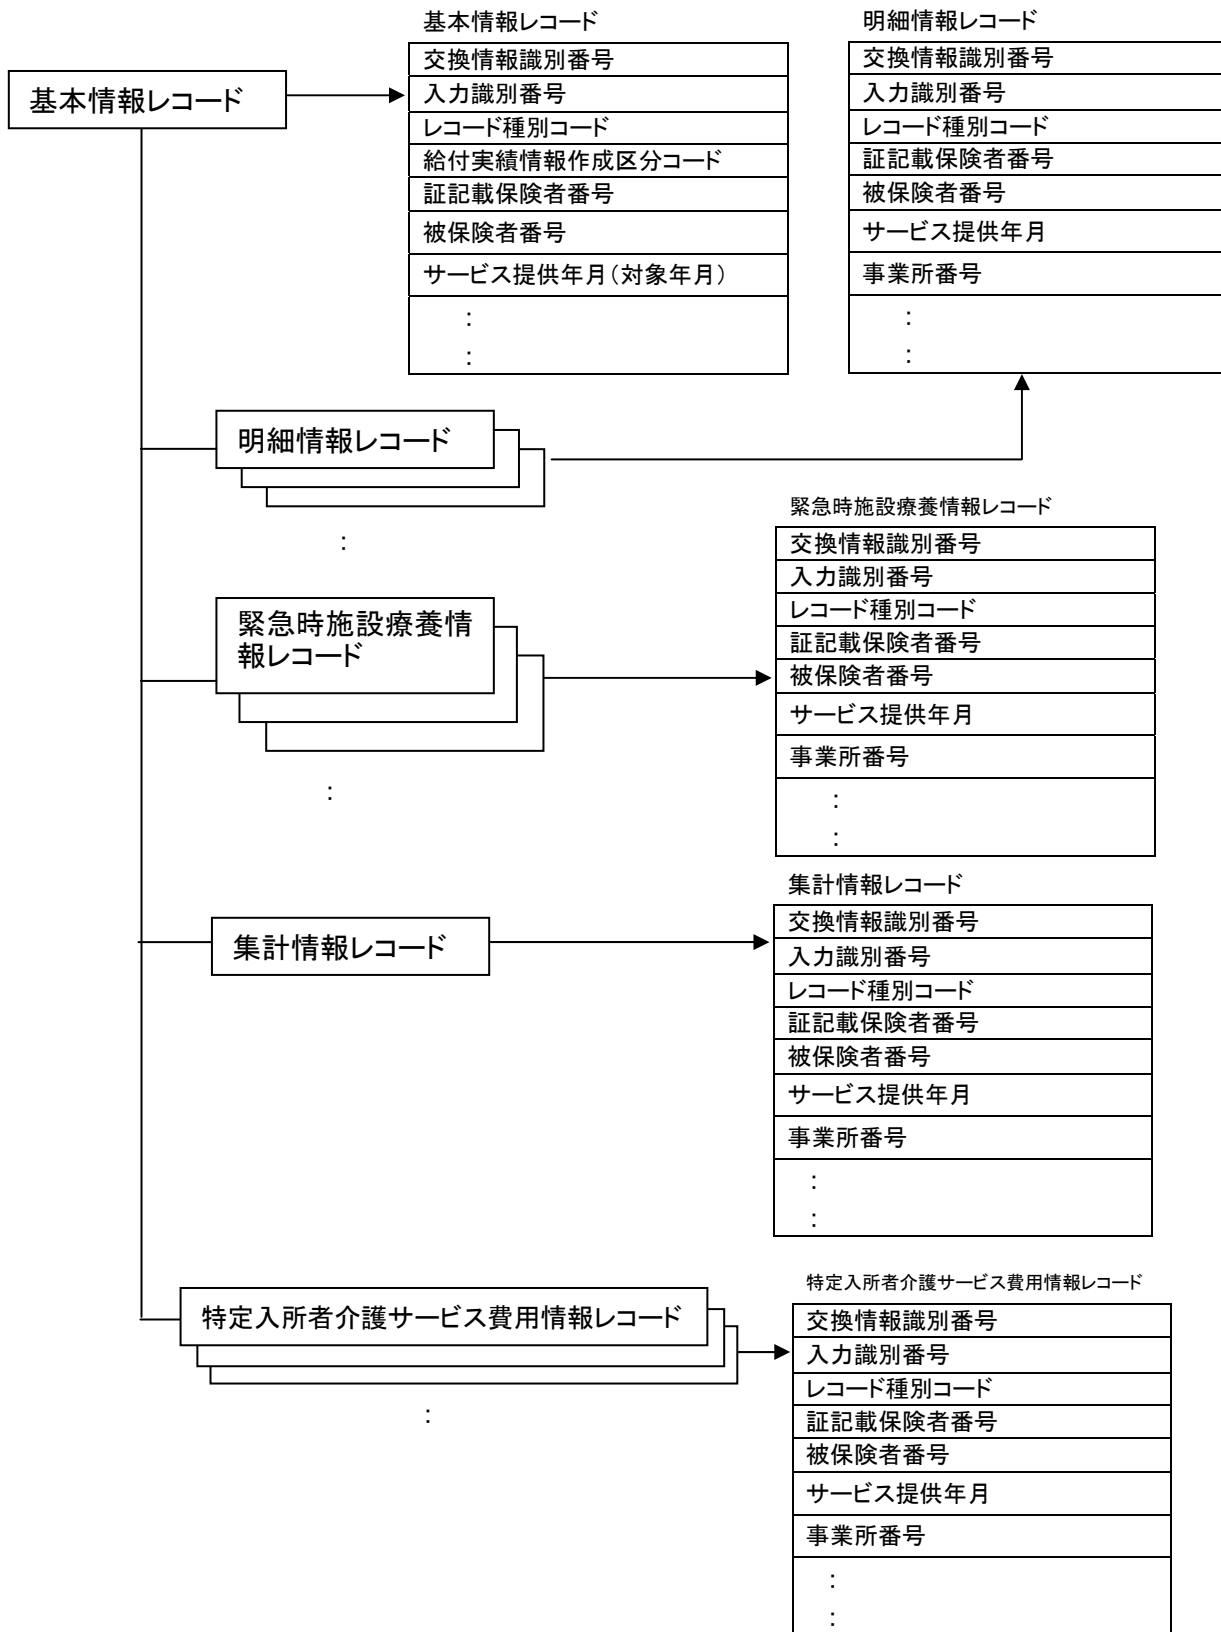 基本情報レコード
基本情報レコード
交換情報識別番号
入力識別番号
レコード種別コード
給付実績情報作成区分コード
証記載保険者番号
被保険者番号
サービス提供年月(対象年月)
:
:
明細情報レコード
交換情報識別番号
入力識別番号
レコード種別コード
証記載保険者番号
被保険者番号
サービス提供年月
事業所番号
:
:
明細情報レコード
:
緊急時施設療養情
報レコード
:
緊急時施設療養情報レコード
交換情報識別番号
入力識別番号
レコード種別コード
証記載保険者番号
被保険者番号
サービス提供年月
事業所番号
:
:
集計情報レコード
集計情報レコード
交換情報識別番号
入力識別番号
レコード種別コード
証記載保険者番号
被保険者番号
サービス提供年月
事業所番号
:
:
特定入所者介護サービス費用情報レコード
:
特定入所者介護サービス費用情報レコード
交換情報識別番号
入力識別番号
レコード種別コード
証記載保険者番号
被保険者番号
サービス提供年月
事業所番号
:
: